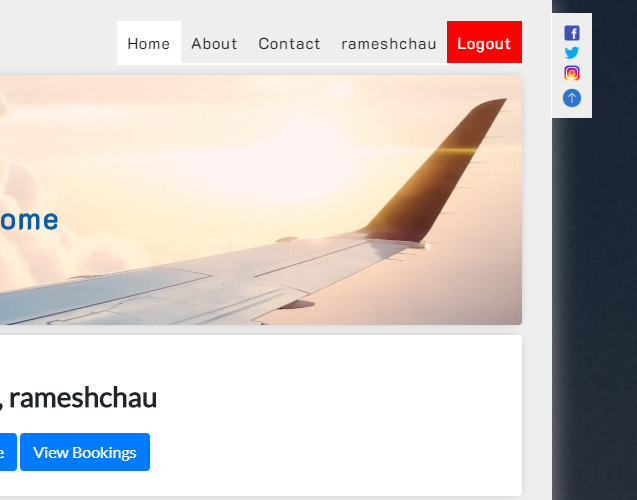 Home About Contact rameshchau Logout
ome
, rameshchau
e View Bookings